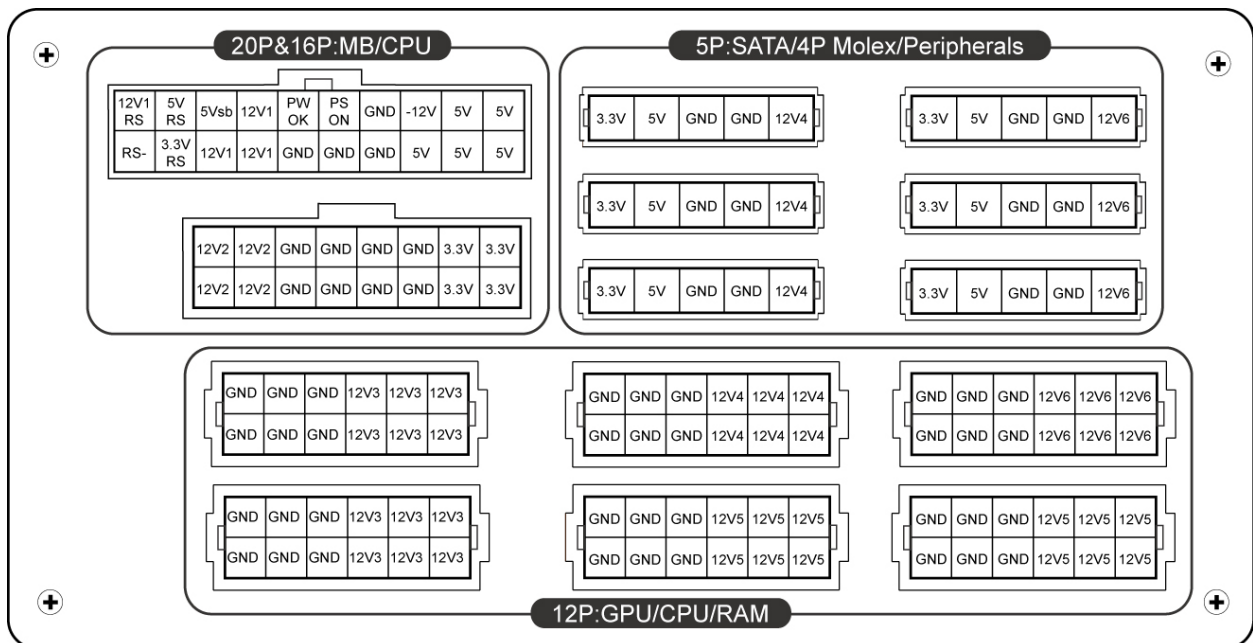 20P&16P:MB/CPU
12V1 RS 5V RS 5Vsb 12V1 PW OK PS ON GND -12V 5V 5V
RS- 3.3V RS 12V1 12V1 GND GND GND 5V 5V 5V
12V2 12V2 GND GND GND GND 3.3V 3.3V
12V2 12V2 GND GND GND GND 3.3V 3.3V
5P:SATA/4P Molex/Peripherals
3.3V 5V GND GND 12V4
3.3V 5V GND GND 12V6
3.3V 5V GND GND 12V4
3.3V 5V GND GND 12V6
3.3V 5V GND GND 12V4
3.3V 5V GND GND 12V6
GND GND GND 12V3 12V3 12V3
GND GND GND 12V3 12V3 12V3
GND GND GND 12V4 12V4 12V4
GND GND GND 12V4 12V4 12V4
GND GND GND 12V6 12V6 12V6
GND GND GND 12V6 12V6 12V6
GND GND GND 12V3 12V3 12V3
GND GND GND 12V3 12V3 12V3
GND GND GND 12V5 12V5 12V5
GND GND GND 12V5 12V5 12V5
GND GND GND 12V5 12V5 12V5
GND GND GND 12V5 12V5 12V5
12P:GPU/CPU/RAM